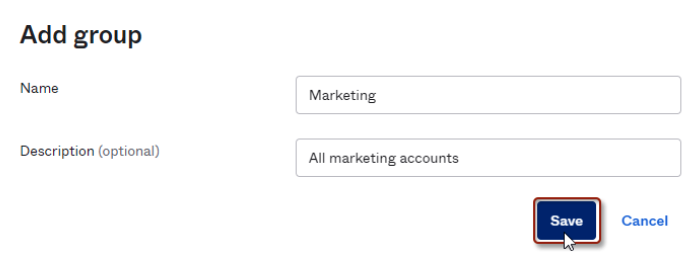 Add group
Name
Marketing
Description (optional)
All marketing accounts
Save
Cancel